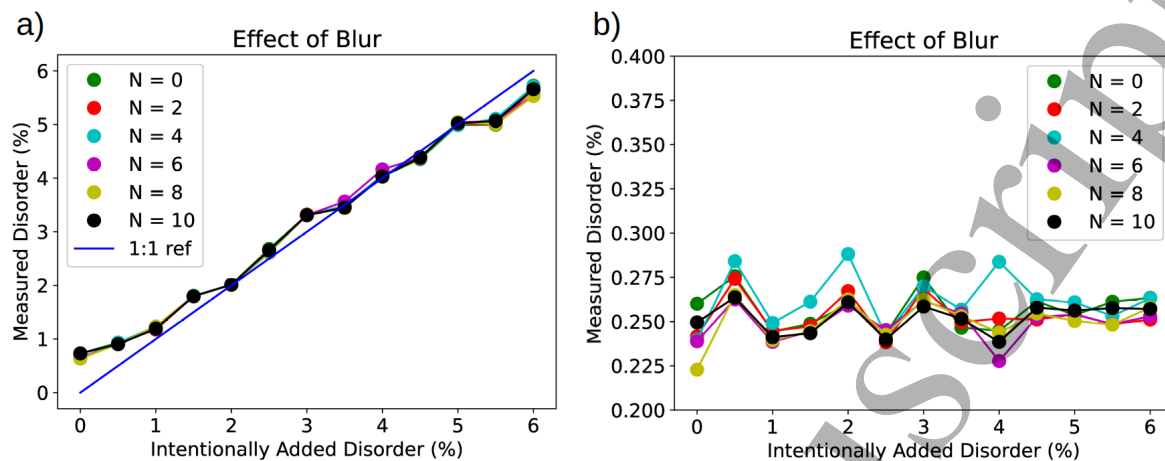 a)
Effect of Blur
Measured Disorder (%)
6
5
4
3
2
1
0
N = 0
N = 2
N = 4
N = 6
N = 8
N = 10
1:1 ref
0 1 2 3 4 5 6
Intentionally Added Disorder (%)
b)
Effect of Blur
Measured Disorder (%)
0.400
0.375
0.350
0.325
0.300
0.275
0.250
0.225
0.200
N = 0
N = 2
N = 4
N = 6
N = 8
N = 10
0 1 2 3 4 5 6
Intentionally Added Disorder (%)